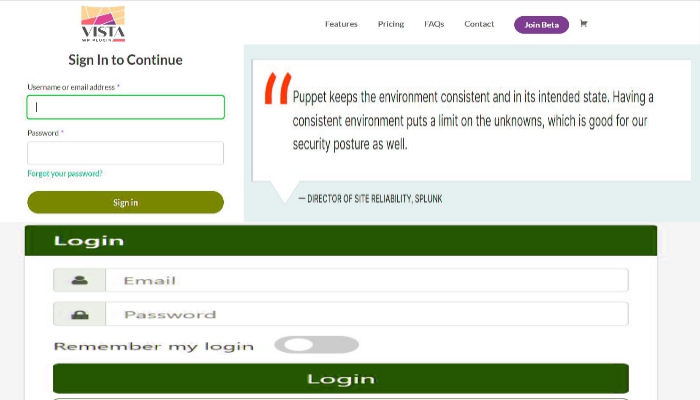 VISTA
WP PLUGIN
Features
Pricing
FAQs
Contact
Join Beta
Sign In to Continue
Username or email address *
Password *
Forgot your password?
Sign in
“Puppet keeps the environment consistent and in its intended state. Having a
consistent environment puts a limit on the unknowns, which is good for our
security posture as well.
— DIRECTOR OF SITE RELIABILITY, SPLUNK
Login
Email
Password
Remember my login
Login